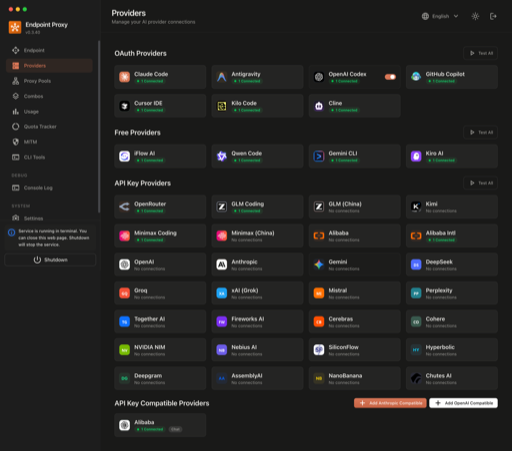 Endpoint Proxy
v0.3.40
Endpoint
Providers
Proxy Pools
Combos
Usage
Quota Tracker
MITM
CLI Tools
DEBUG
Console Log
SYSTEM
Settings
Service is running in terminal. You can close this web page. Shutdown will stop the service.
Shutdown
Providers
Manage your AI provider connections
English
OAuth Providers
Test All
Claude Code
1 Connected
Antigravity
1 Connected
OpenAI Codex
1 Connected
GitHub Copilot
1 Connected
Cursor IDE
1 Connected
Kilo Code
1 Connected
Cline
1 Connected
Free Providers
Test All
iFlow AI
1 Connected
Qwen Code
1 Connected
Gemini CLI
1 Connected
Kiro AI
1 Connected
API Key Providers
Test All
OpenRouter
1 Connected
GLM Coding
1 Connected
GLM (China)
No connections
Kimi
No connections
Minimax Coding
1 Connected
Minimax (China)
No connections
Alibaba
No connections
Alibaba Intl
1 Connected
OpenAI
No connections
Anthropic
No connections
Gemini
No connections
DeepSeek
No connections
Groq
No connections
xAI (Grok)
No connections
Mistral
No connections
Perplexity
No connections
Together AI
No connections
Fireworks AI
No connections
Cerebras
No connections
Cohere
No connections
NVIDIA NIM
No connections
Nebius AI
No connections
SiliconFlow
No connections
Hyperbolic
No connections
Deepgram
No connections
AssemblyAI
No connections
NanoBanana
No connections
Chutes AI
No connections
API Key Compatible Providers
Add Anthropic Compatible
Add OpenAI Compatible
Alibaba
1 Connected
Chat